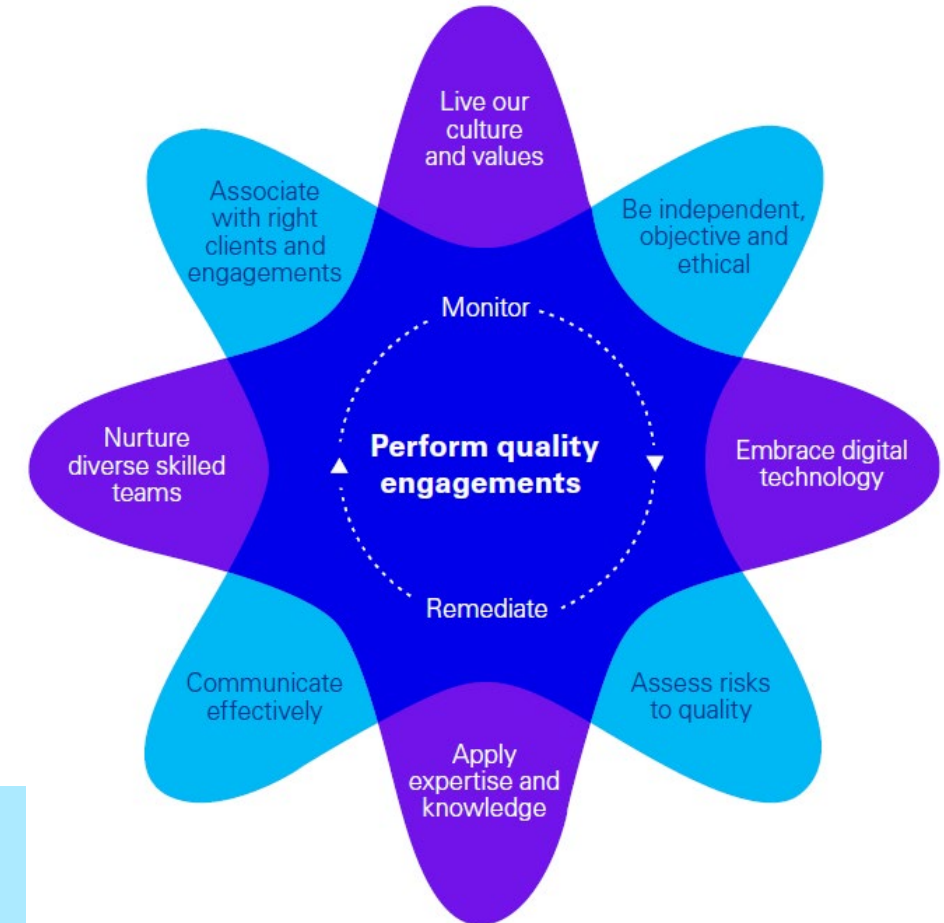 Live our
culture
and values
Be independent,
objective and
ethical
Embrace digital
technology
Assess risks
to quality
Apply
expertise and
knowledge
Communicate
effectively
Nurture
diverse skilled
teams
Associate
with right
clients and
engagements
Monitor
Perform quality
engagements
Remediate